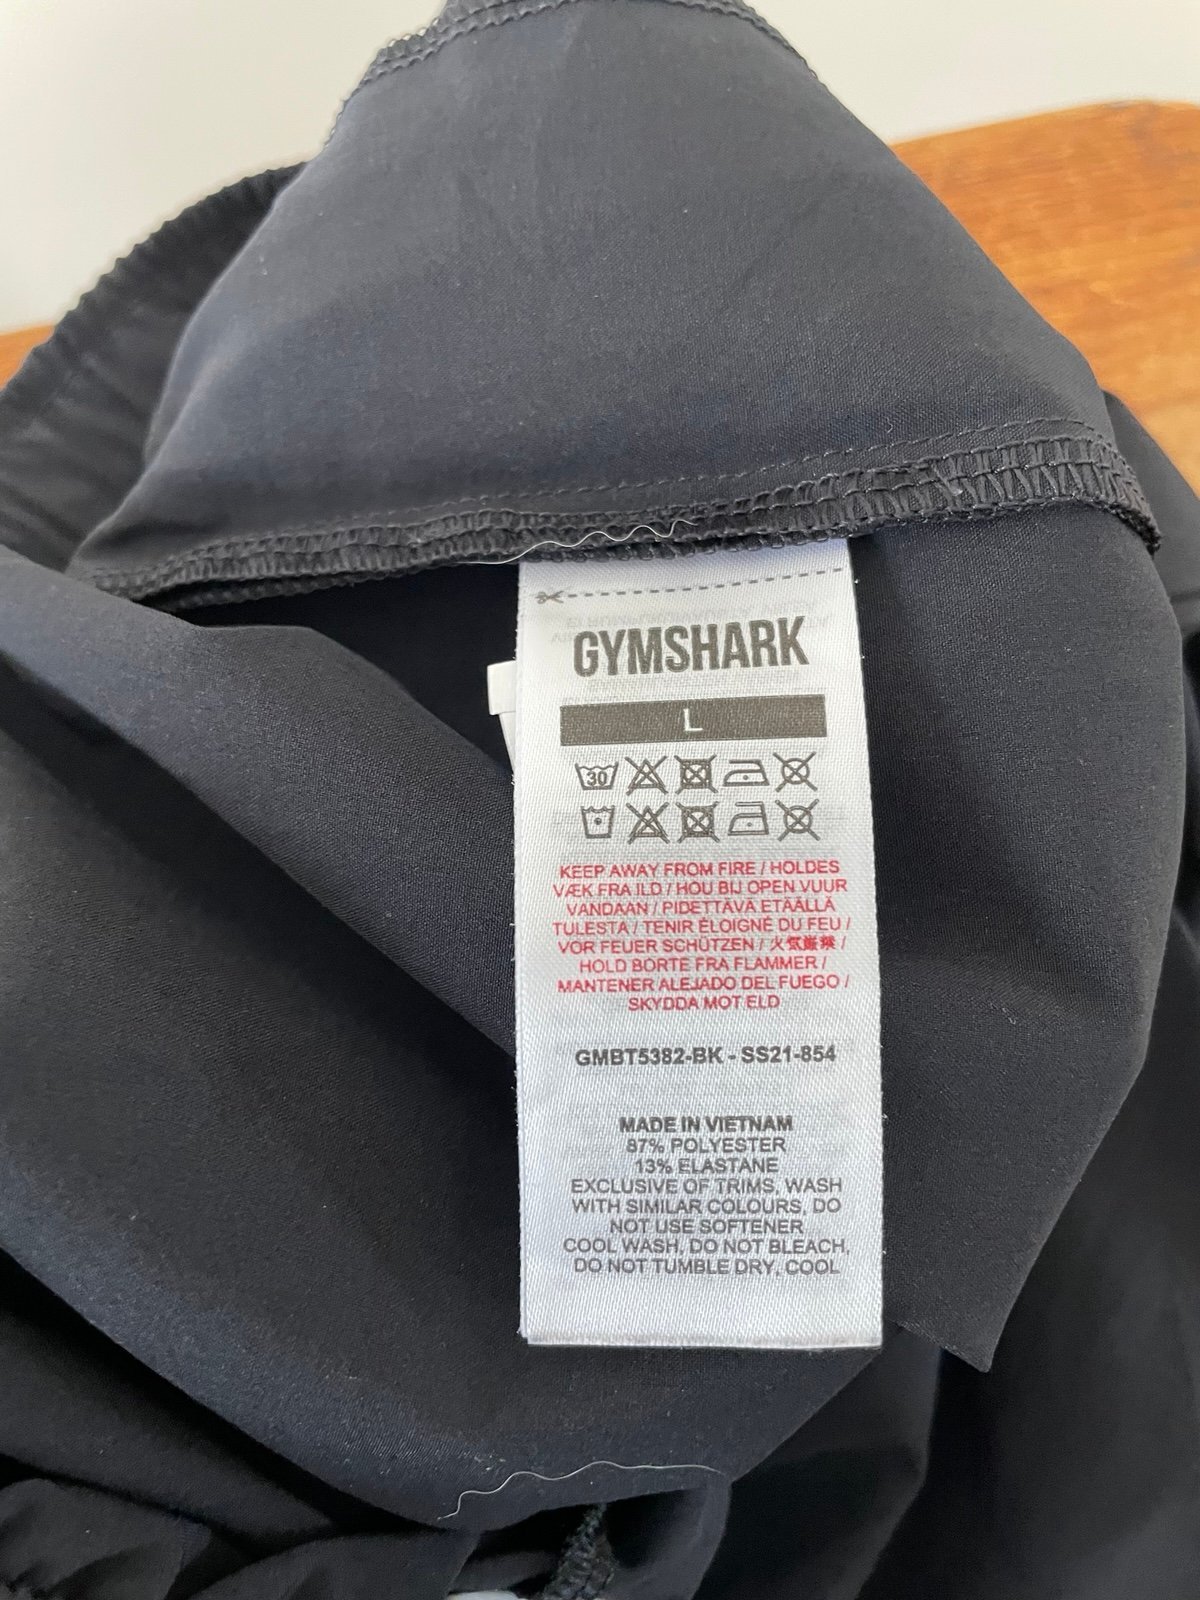 GYMSHARK
L
30
KEEP AWAY FROM FIRE / HOLDES
VÆK FRA ILD / HOU BIJ OPEN VUUR
VANDAAN / PIDETTÄVÄ ETÄÄLLÄ
TULESTA / TENIR ÉLOIGNÉ DU FEU /
VOR FEUER SCHÜTZEN / 火気厳禁 /
HOLD BORTE FRA FLAMMER /
MANTENER ALEJADO DEL FUEGO /
SKYDDA MOT ELD
GMBT5382-BK - SS21-854
MADE IN VIETNAM
87% POLYESTER
13% ELASTANE
EXCLUSIVE OF TRIMS, WASH
WITH SIMILAR COLOURS, DO
NOT USE SOFTENER
COOL WASH, DO NOT BLEACH,
DO NOT TUMBLE DRY, COOL